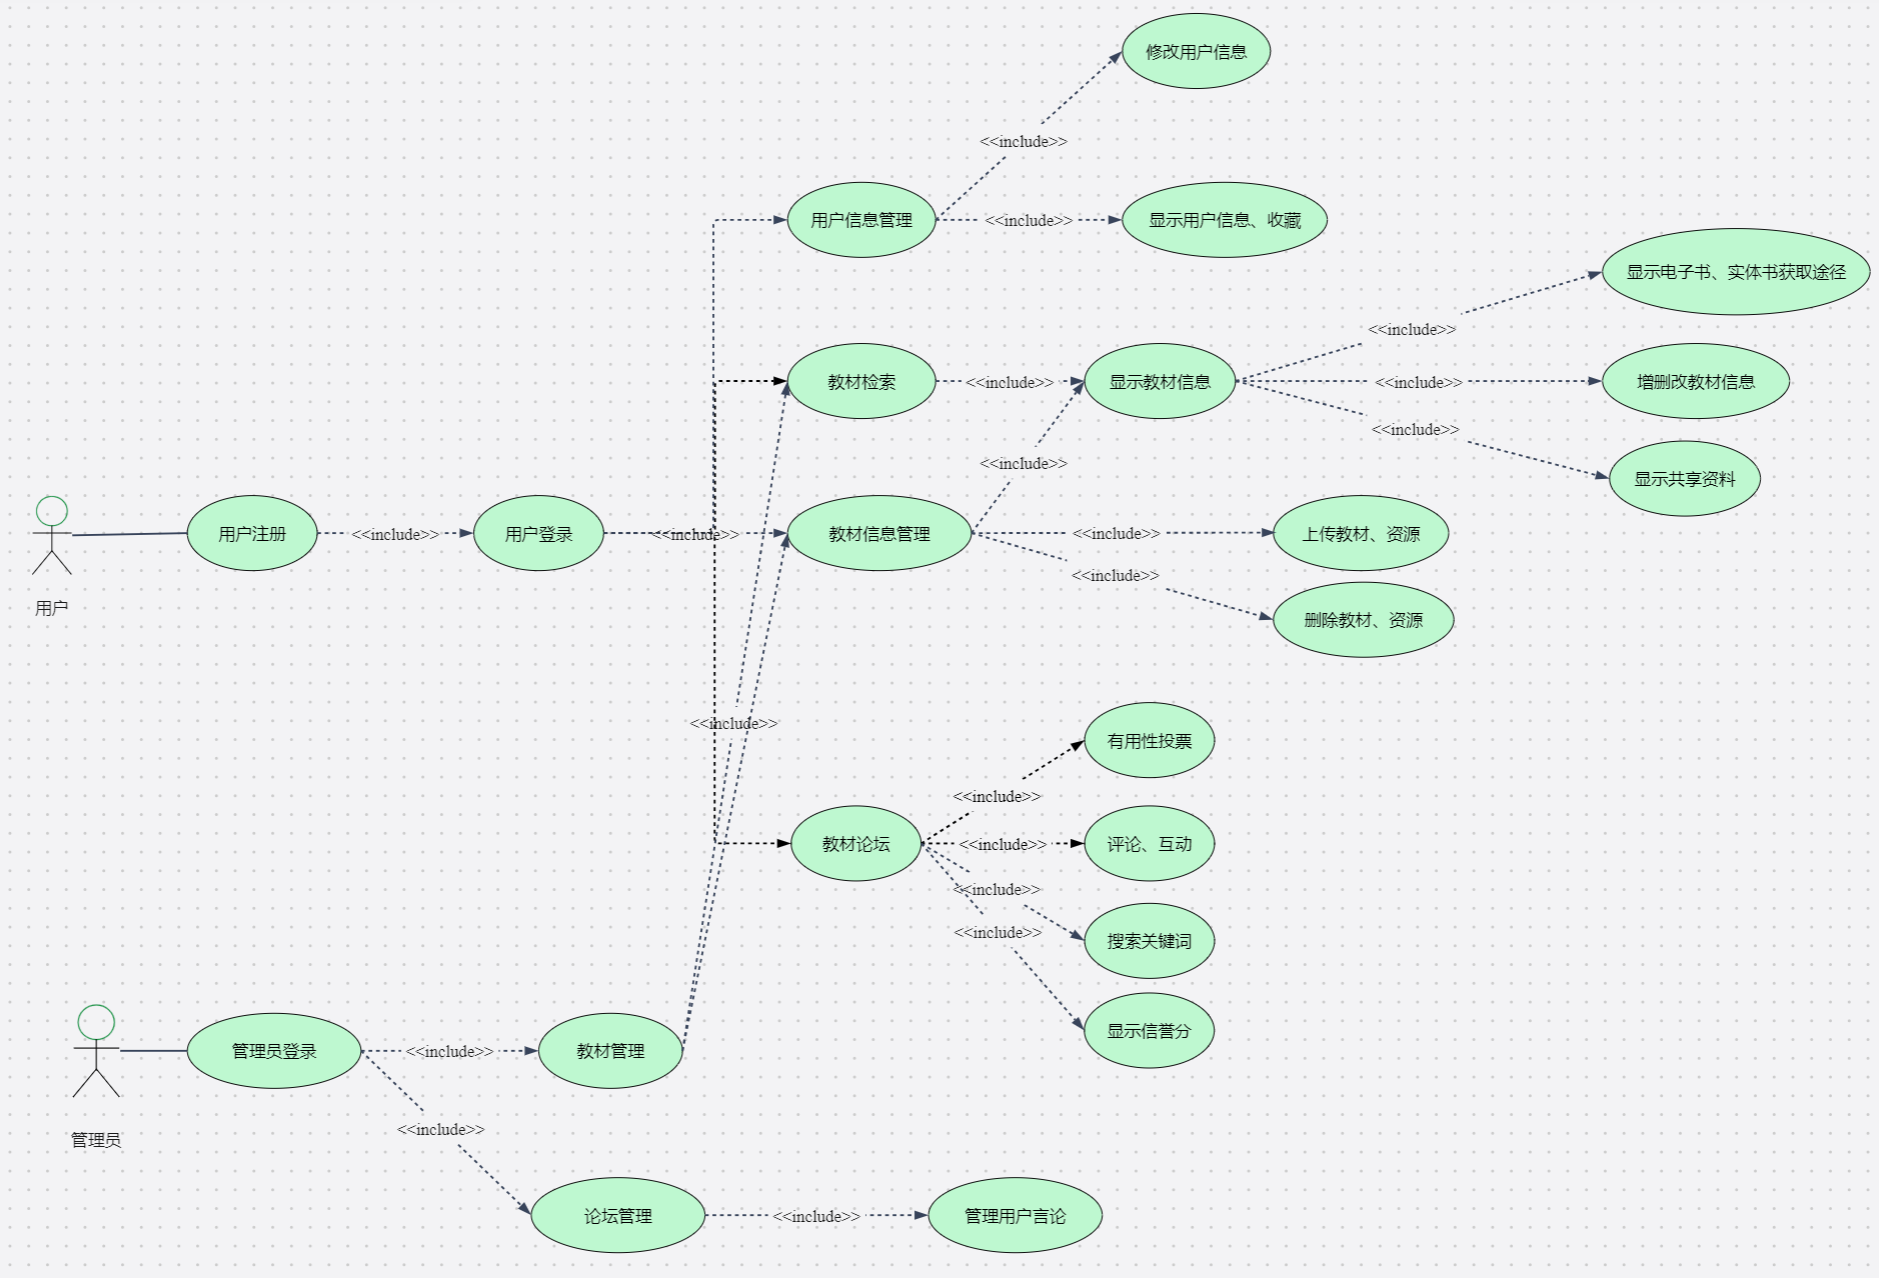 修改用户信息
<<include>>
用户信息管理
<<include>>
显示用户信息、收藏
显示电子书、实体书获取途径
<<include>>
教材检索
<<include>>
显示教材信息
<<include>>
增删改教材信息
<<include>>
显示共享资料
<<include>>
用户
用户注册
<<include>>
用户登录
<<include>>
教材信息管理
<<include>>
上传教材、资源
<<include>>
删除教材、资源
<<include>>
有用性投票
<<include>>
教材论坛
<<include>>
评论、互动
<<include>>
搜索关键词
<<include>>
显示信誉分
管理员
管理员登录
<<include>>
教材管理
<<include>>
论坛管理
<<include>>
管理用户言论